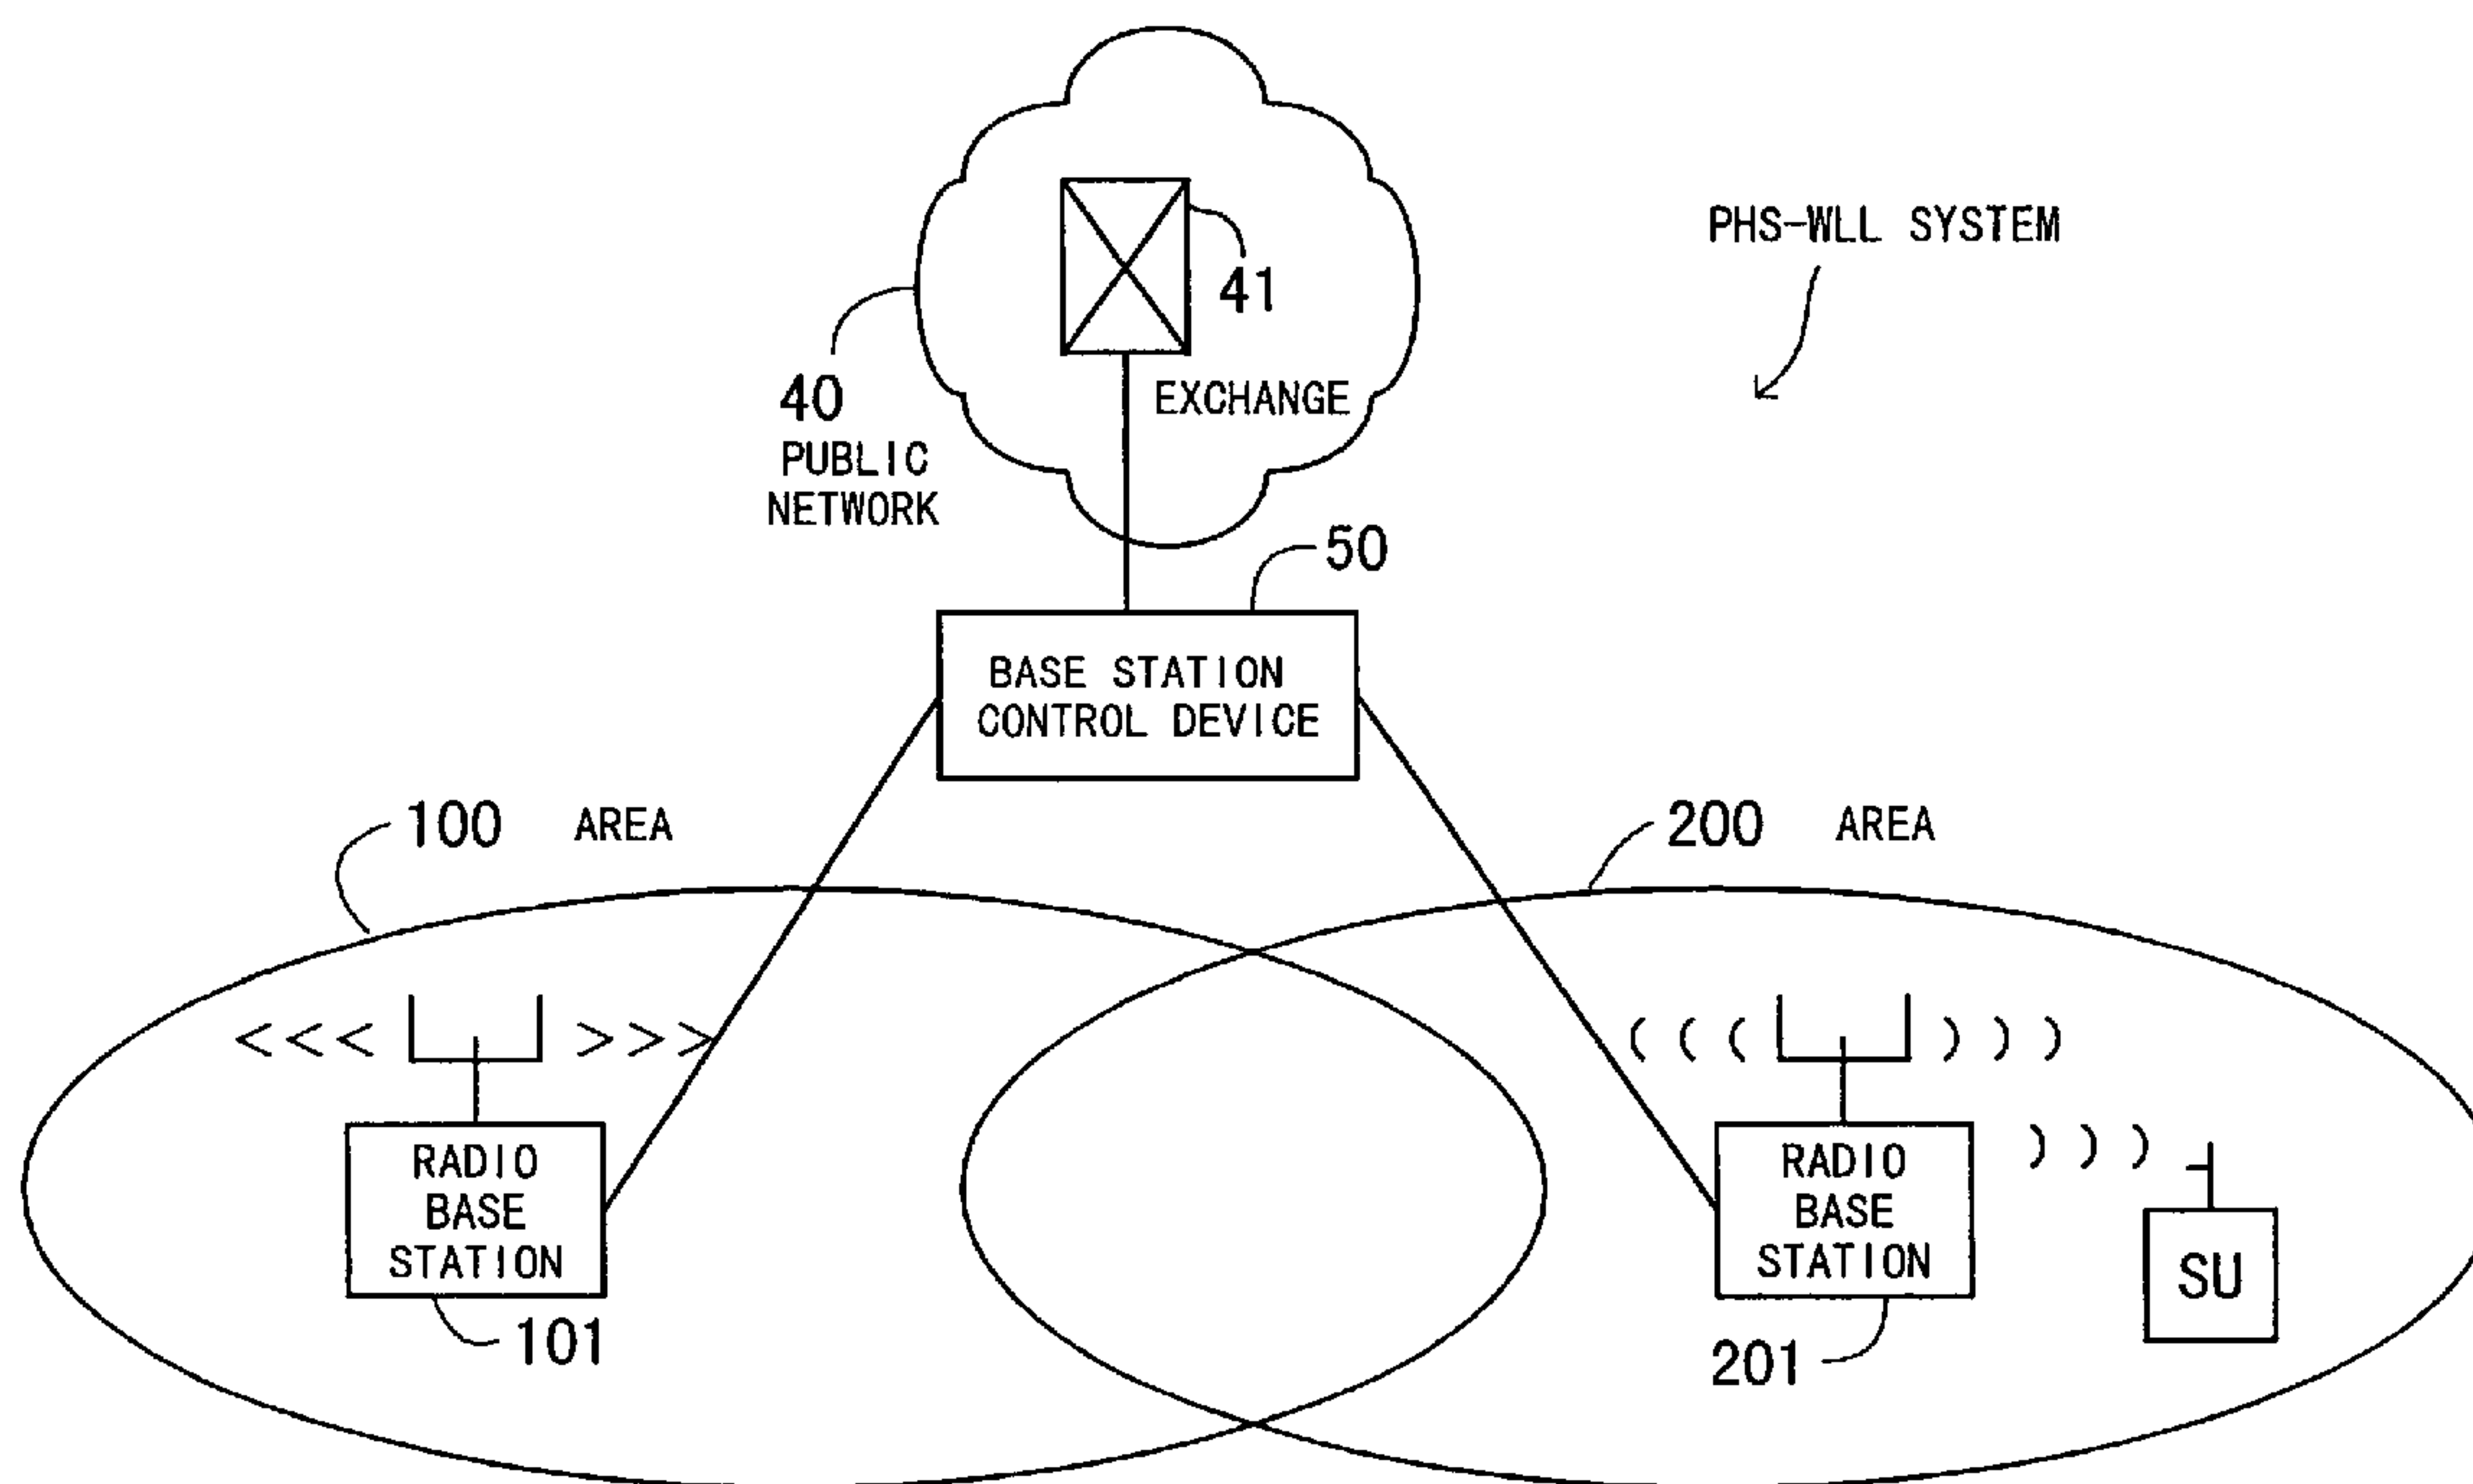 PHS-WLL SYSTEM
41
40
PUBLIC
NETWORK
EXCHANGE
50
BASE STATION
CONTROL DEVICE
100 AREA
200 AREA
<<< >>>
((( )))
RADIO
BASE
STATION
101
RADIO
BASE
STATION
201
)))
SU